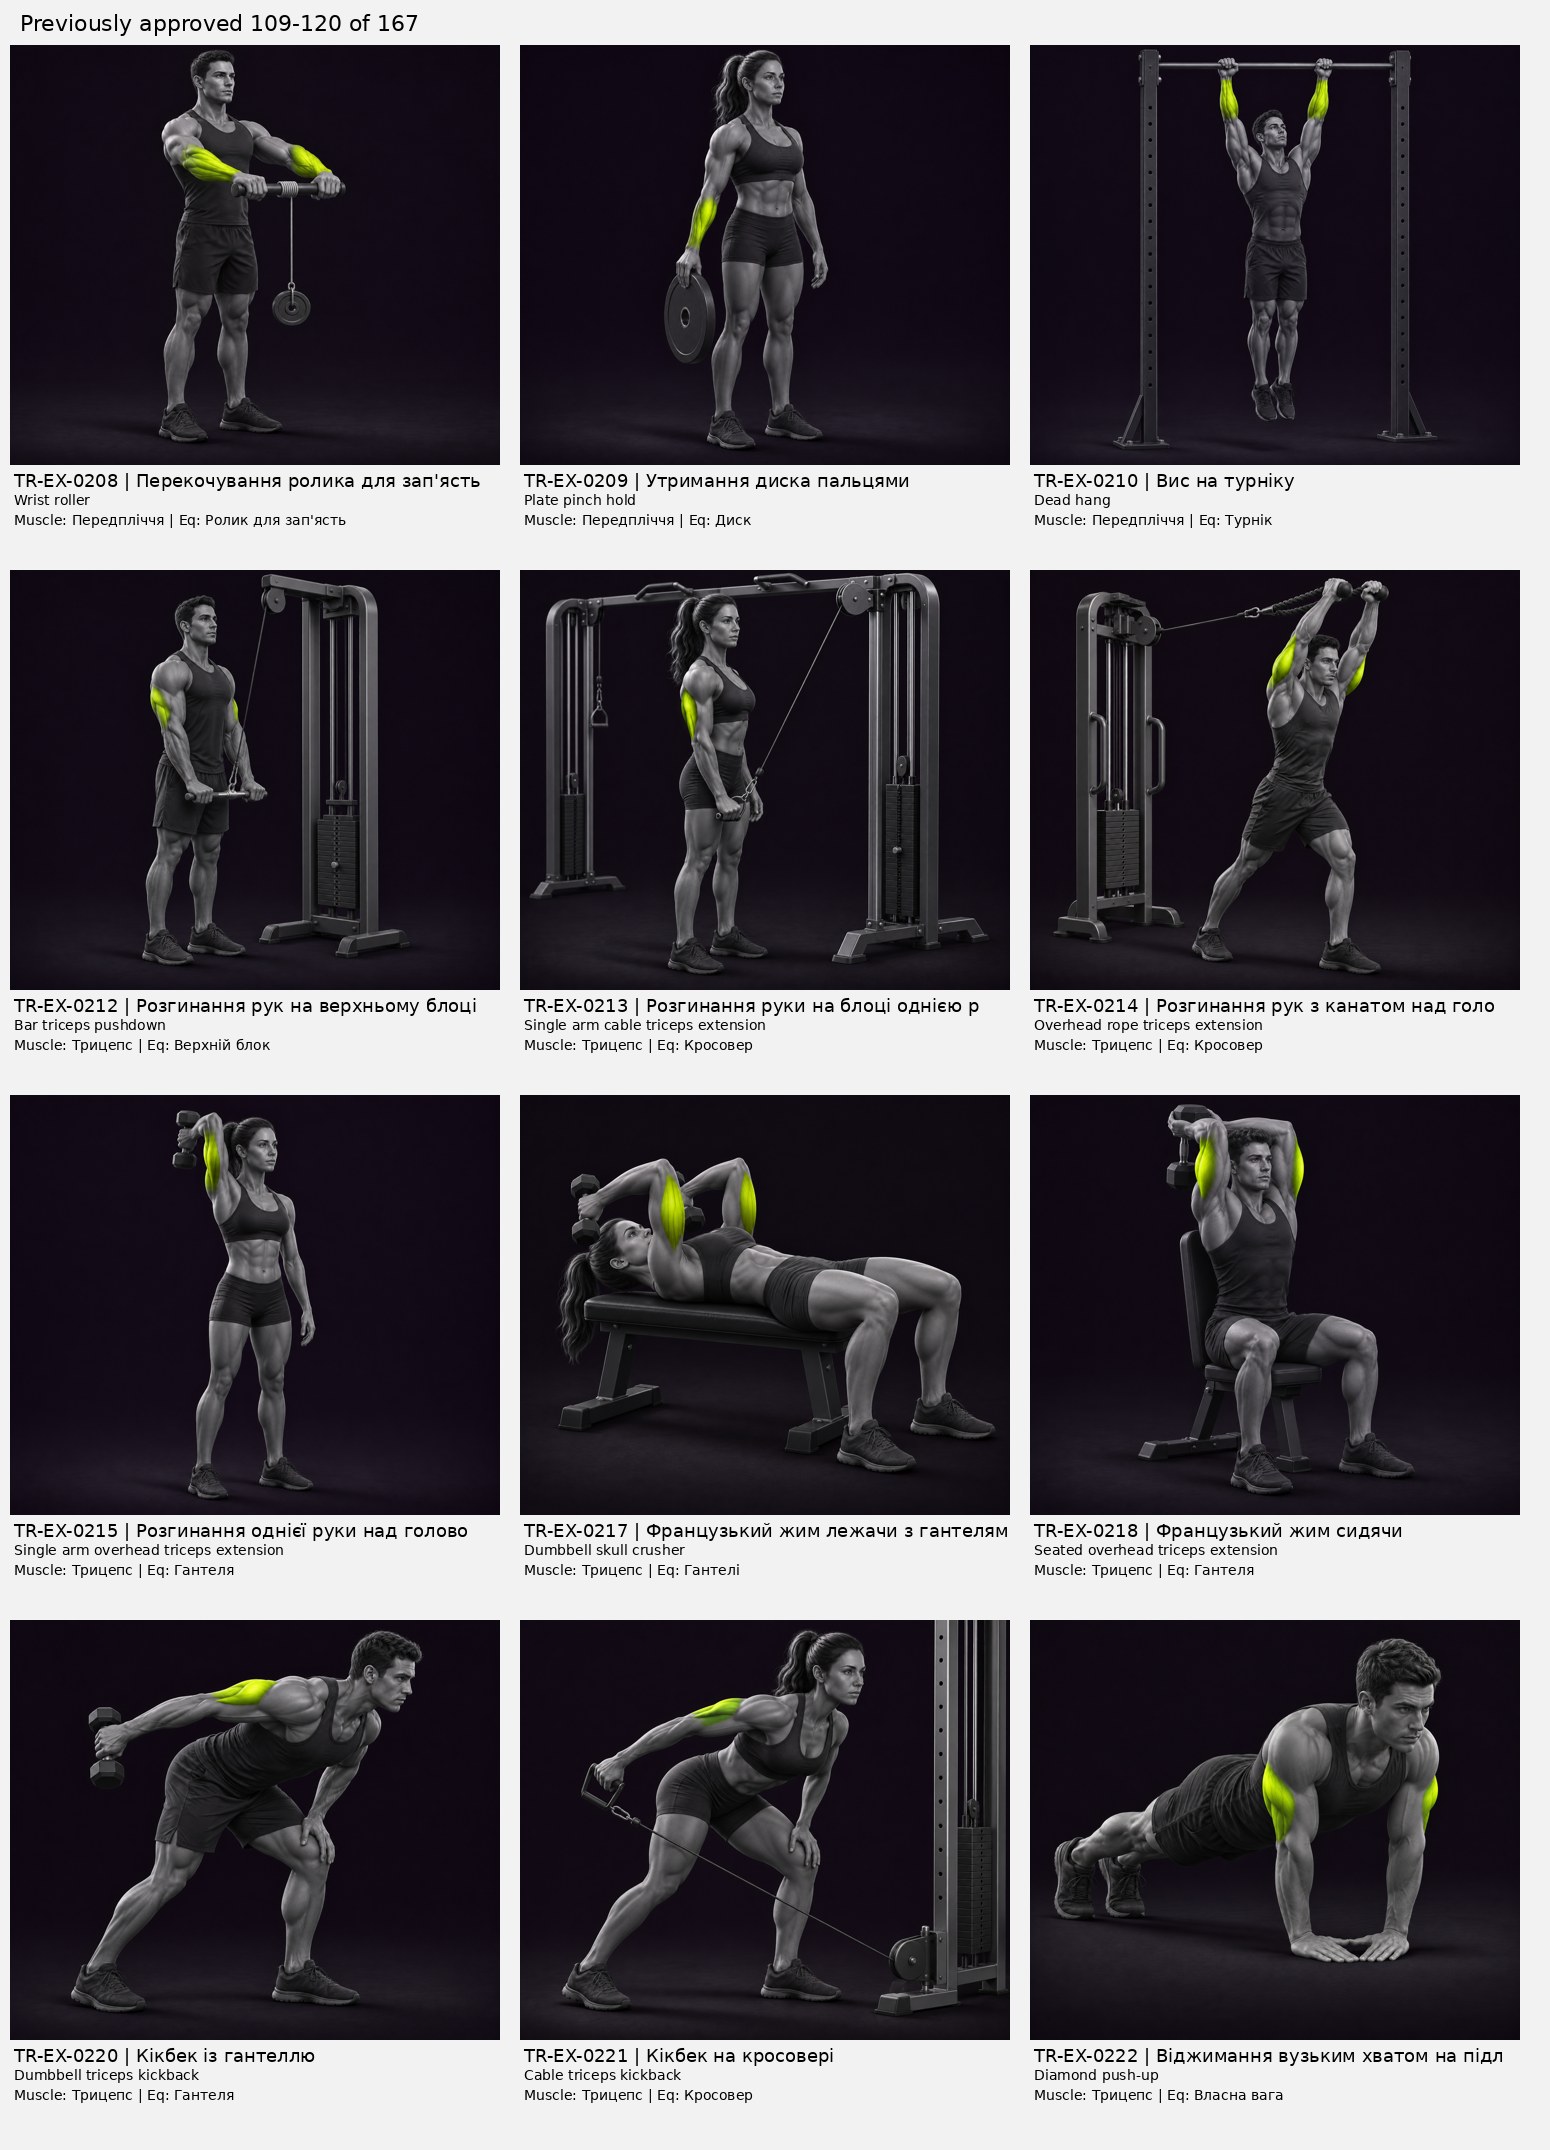 Previously approved 109-120 of 167
TR-EX-0208 | Перекочування ролика для зап'ясть
Wrist roller
Muscle: Передпліччя | Eq: Ролик для зап'ясть
TR-EX-0209 | Утримання диска пальцями
Plate pinch hold
Muscle: Передпліччя | Eq: Диск
TR-EX-0210 | Вис на турніку
Dead hang
Muscle: Передпліччя | Eq: Турнік
TR-EX-0212 | Розгинання рук на верхньому блоці
Bar triceps pushdown
Muscle: Трицепс | Eq: Верхній блок
TR-EX-0213 | Розгинання руки на блоці однією р
Single arm cable triceps extension
Muscle: Трицепс | Eq: Кросовер
TR-EX-0214 | Розгинання рук з канатом над голо
Overhead rope triceps extension
Muscle: Трицепс | Eq: Кросовер
TR-EX-0215 | Розгинання однієї руки над голово
Single arm overhead triceps extension
Muscle: Трицепс | Eq: Гантеля
TR-EX-0217 | Французький жим лежачи з гантелям
Dumbbell skull crusher
Muscle: Трицепс | Eq: Гантелі
TR-EX-0218 | Французький жим сидячи
Seated overhead triceps extension
Muscle: Трицепс | Eq: Гантеля
TR-EX-0220 | Кікбек із гантеллю
Dumbbell triceps kickback
Muscle: Трицепс | Eq: Гантеля
TR-EX-0221 | Кікбек на кросовері
Cable triceps kickback
Muscle: Трицепс | Eq: Кросовер
TR-EX-0222 | Віджимання вузьким хватом на підл
Diamond push-up
Muscle: Трицепс | Eq: Власна вага